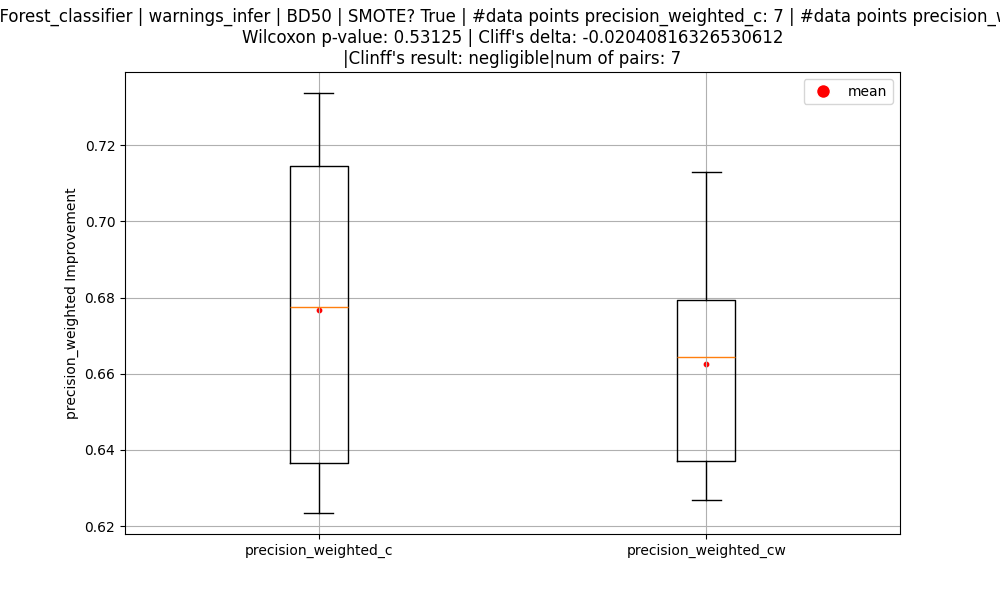 Forest_classifier | warnings_infer | BD50 | SMOTE? True | #data points precision_weighted_c: 7 | #data points precision_w
Wilcoxon p-value: 0.53125 | Cliff's delta: -0.02040816326530612
|Clinff's result: negligible|num of pairs: 7
mean
0.72
0.70
0.68
0.66
0.64
0.62
precision_weighted Improvement
precision_weighted_c
precision_weighted_cw